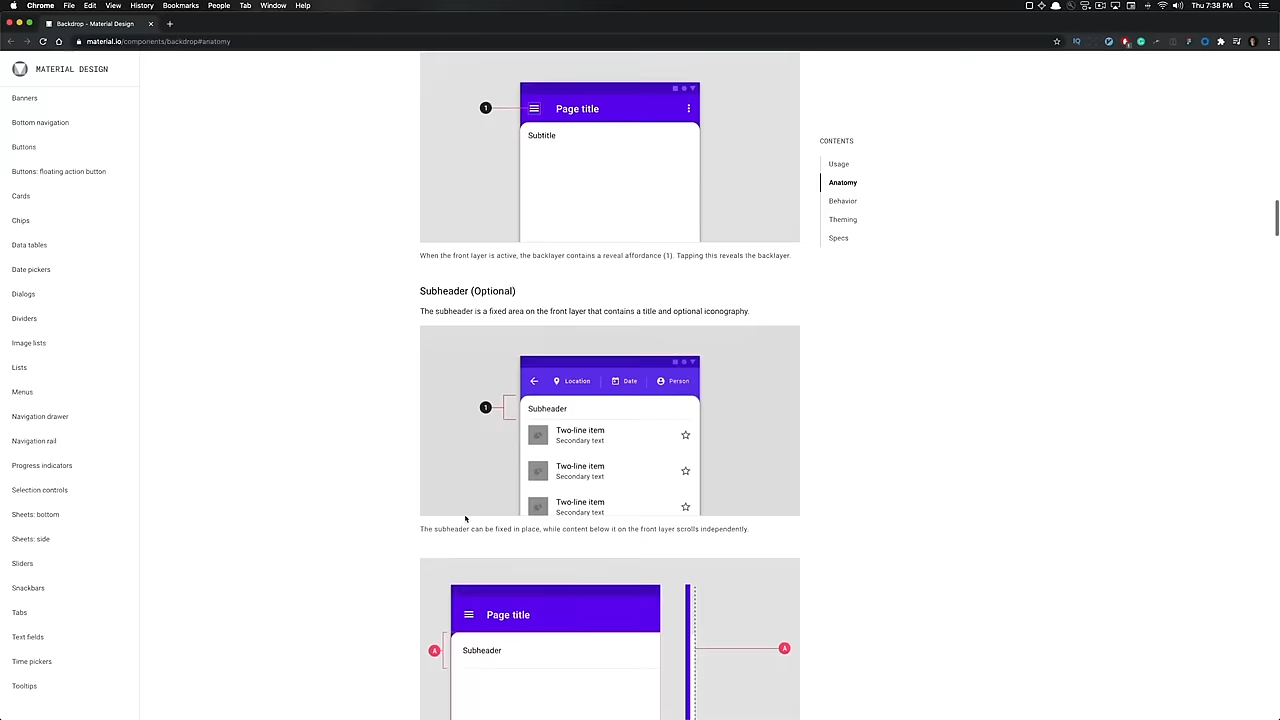 Chrome File Edit View History Bookmarks People Tab Window Help
Thu 7:38 PM
Backdrop - Material Design
material.io/components/backdrop#anatomy
MATERIAL DESIGN
Banners
Bottom navigation
Buttons
Buttons: floating action button
Cards
Chips
Data tables
Date pickers
Dialogs
Dividers
Image lists
Lists
Menus
Navigation drawer
Navigation rail
Progress indicators
Selection controls
Sheets: bottom
Sheets: side
Sliders
Snackbars
Tabs
Text fields
Time pickers
Tooltips
1
Page title
Subtitle
When the front layer is active, the backlayer contains a reveal affordance (1). Tapping this reveals the backlayer.
Subheader (Optional)
The subheader is a fixed area on the front layer that contains a title and optional iconography.
Location Date Person
1
Subheader
Two-line item
Secondary text
Two-line item
Secondary text
Two-line item
Secondary text
The subheader can be fixed in place, while content below it on the front layer scrolls independently.
Page title
A
Subheader
A
CONTENTS
Usage
Anatomy
Behavior
Theming
Specs